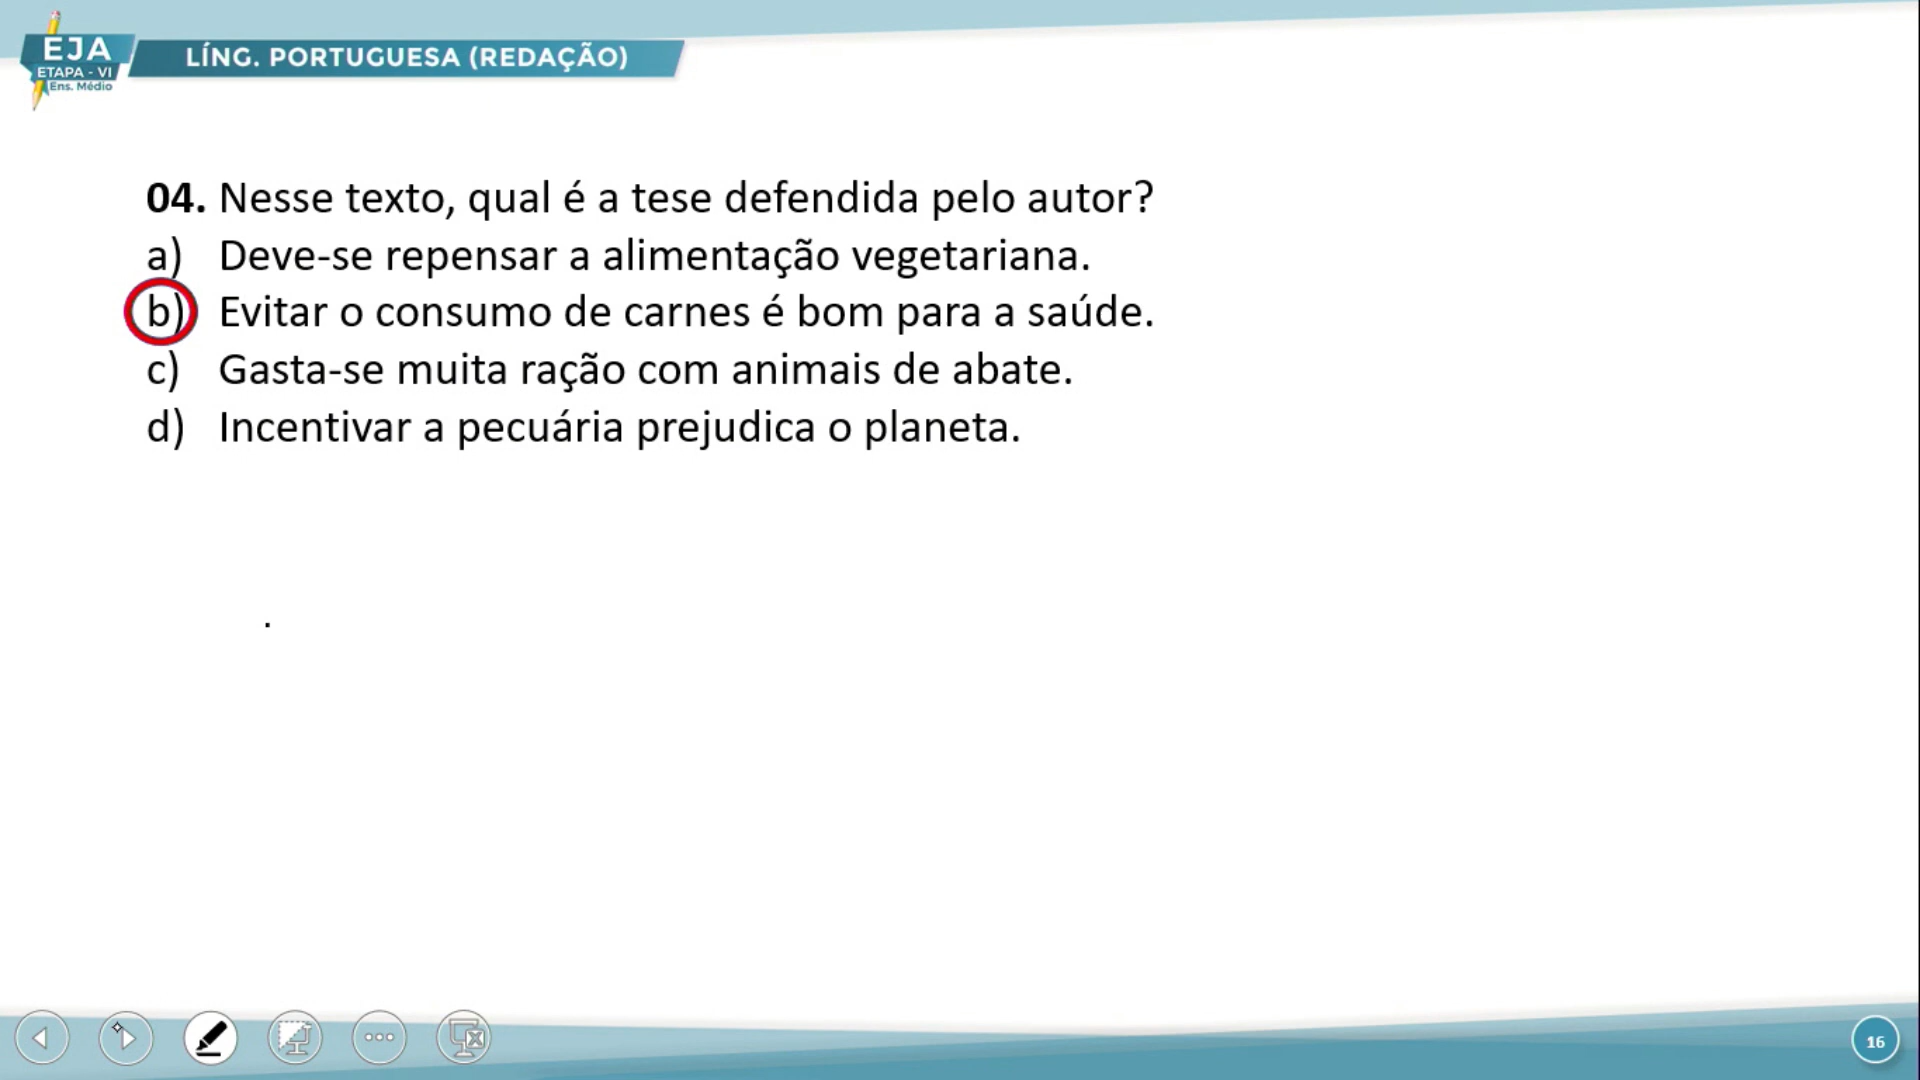 EJA
ETAPA - VI
Ens. Médio
LÍNG. PORTUGUESA (REDAÇÃO)
04. Nesse texto, qual é a tese defendida pelo autor?
a) Deve-se repensar a alimentação vegetariana.
b) Evitar o consumo de carnes é bom para a saúde.
c) Gasta-se muita ração com animais de abate.
d) Incentivar a pecuária prejudica o planeta.
.
16